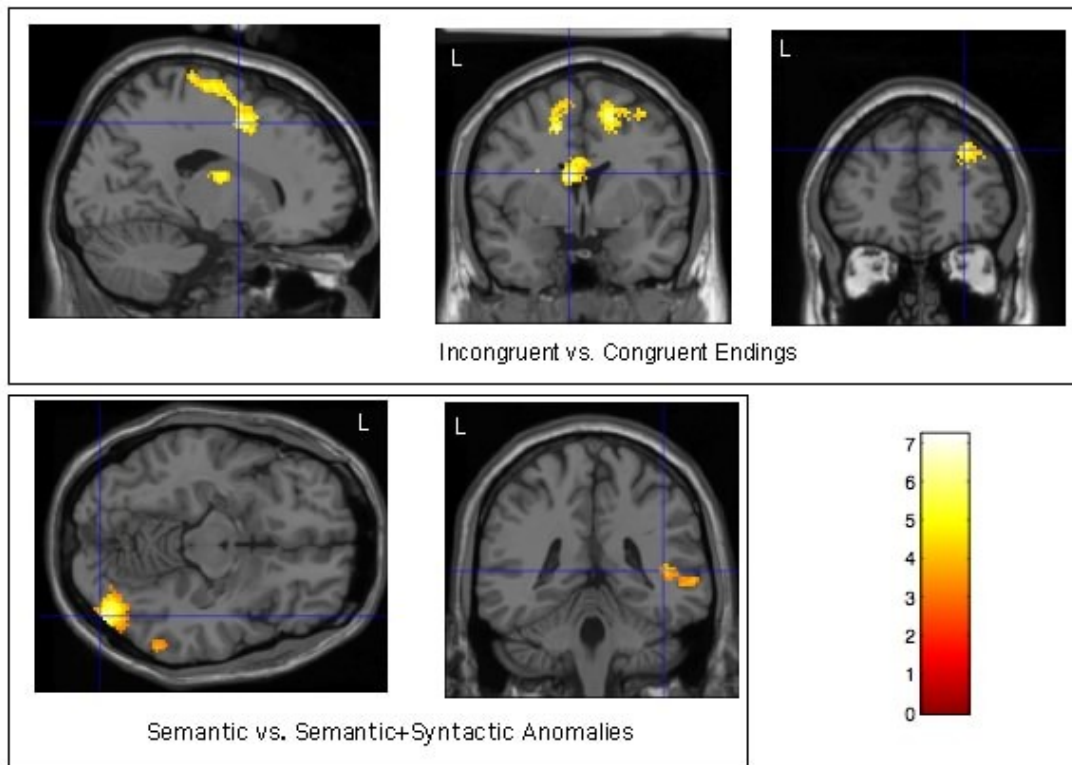 L
L
Incongruent vs. Congruent Endings
L
L
Semantic vs. Semantic+Syntactic Anomalies
7
6
5
4
3
2
1
0